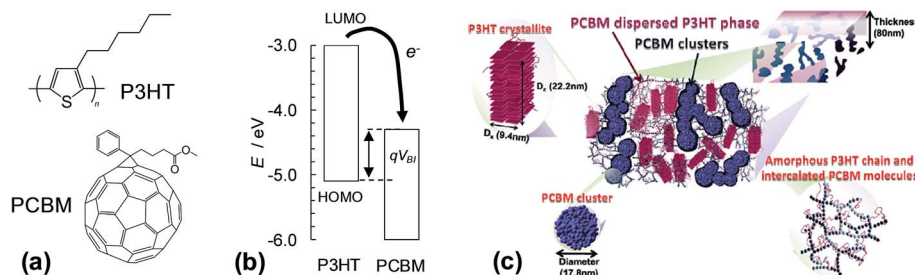 P3HT
S
n
O
O
PCBM
(a)
LUMO
e⁻
-3.0
-4.0
-5.0
-6.0
E / eV
qV_BI
HOMO
P3HT PCBM
(b)
P3HT crystallite
PCBM dispersed P3HT phase
PCBM clusters
Thickness
(80nm)
Dc (22.2nm)
Dx (9.4nm)
PCBM cluster
Diameter
(17.8nm)
Amorphous P3HT chain and
intercalated PCBM molecules
(c)